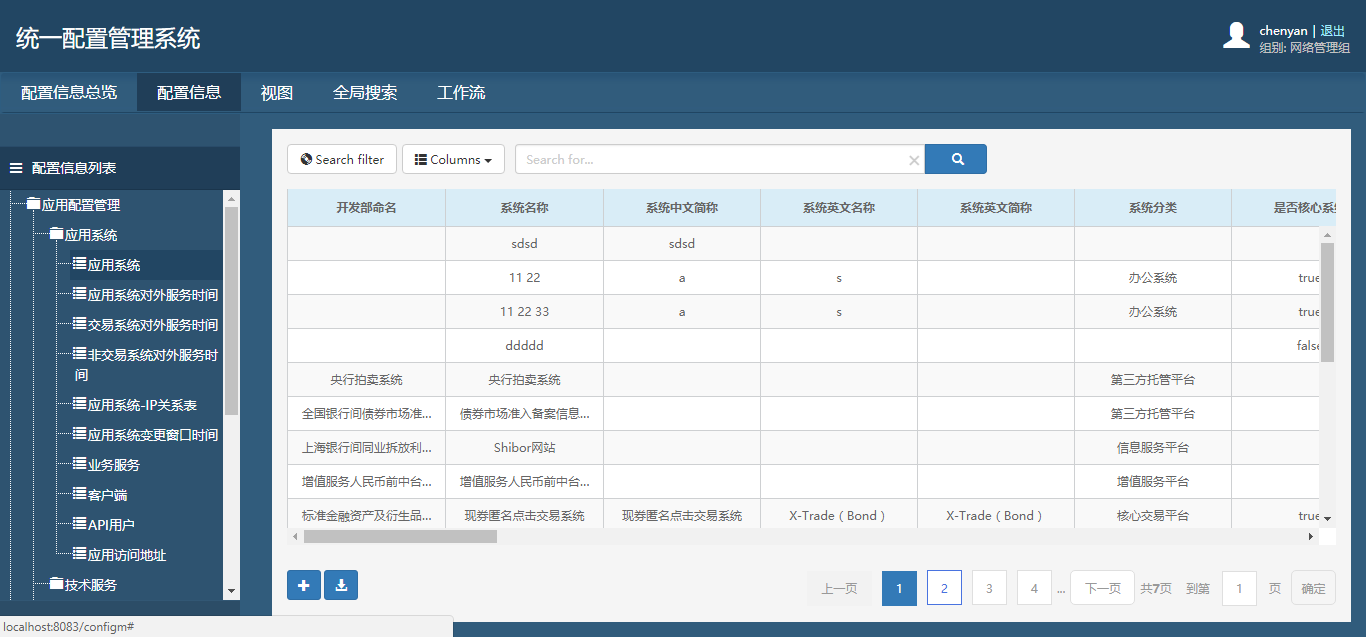 统一配置管理系统
chenyan | 退出
组别: 网络管理组
配置信息总览 配置信息 视图 全局搜索 工作流
配置信息列表
应用配置管理
应用系统
应用系统
应用系统对外服务时间
交易系统对外服务时间
非交易系统对外服务时
间
应用系统-IP关系表
应用系统变更窗口时间
业务服务
客户端
API用户
应用访问地址
技术服务
Search filter Columns Search for...
开发部命名 系统名称 系统中文简称 系统英文名称 系统英文简称 系统分类 是否核心系统
sdsd sdsd
11 22 a s 办公系统 true
11 22 33 a s 办公系统 true
ddddd false
央行拍卖系统 央行拍卖系统 第三方托管平台
全国银行间债券市场准... 债券市场准入备案信息... 第三方托管平台
上海银行间同业拆放利... Shibor网站 信息服务平台
增值服务人民币前中台... 增值服务人民币前中台... 增值服务平台
标准金融资产及衍生品... 现券匿名点击交易系统 现券匿名点击交易系统 X-Trade（Bond） X-Trade（Bond） 核心交易平台 true
上一页 1 2 3 4 ... 下一页 共7页 到第 1 页 确定
localhost:8083/configm#